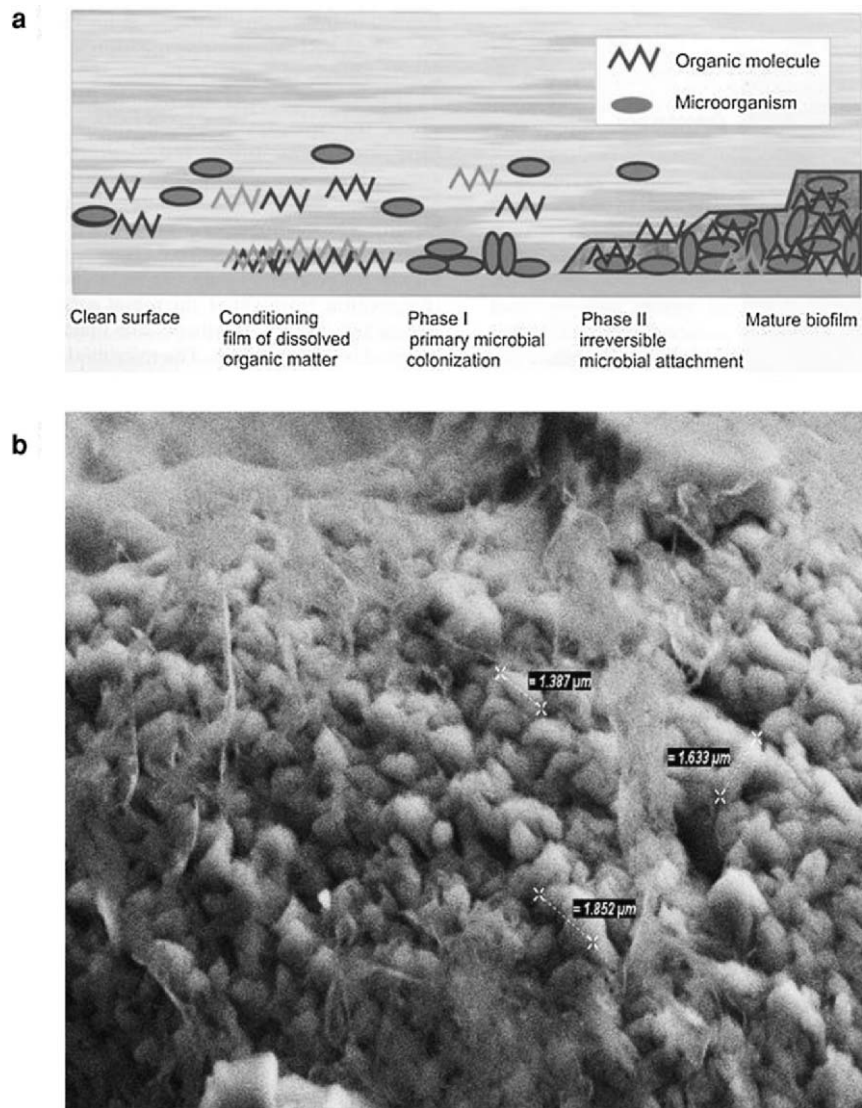 a
Organic molecule
Microorganism
Clean surface
Conditioning
film of dissolved
organic matter
Phase I
primary microbial
colonization
Phase II
irreversible
microbial attachment
Mature biofilm
b
= 1.387 µm
= 1.633 µm
= 1.852 µm